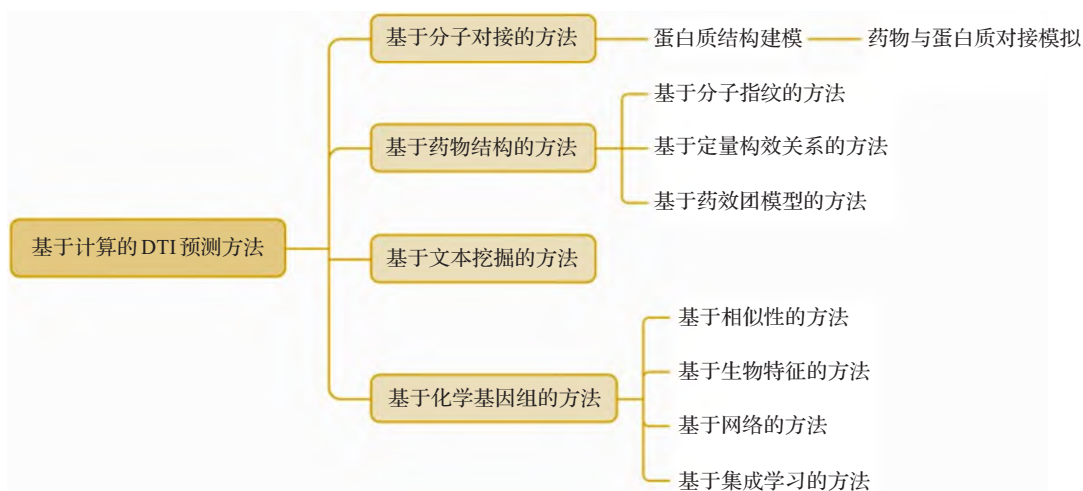 基于分子对接的方法
蛋白质结构建模
药物与蛋白质对接模拟
基于分子指纹的方法
基于药物结构的方法
基于定量构效关系的方法
基于药效团模型的方法
基于计算的DTI预测方法
基于文本挖掘的方法
基于相似性的方法
基于生物特征的方法
基于化学基因组的方法
基于网络的方法
基于集成学习的方法